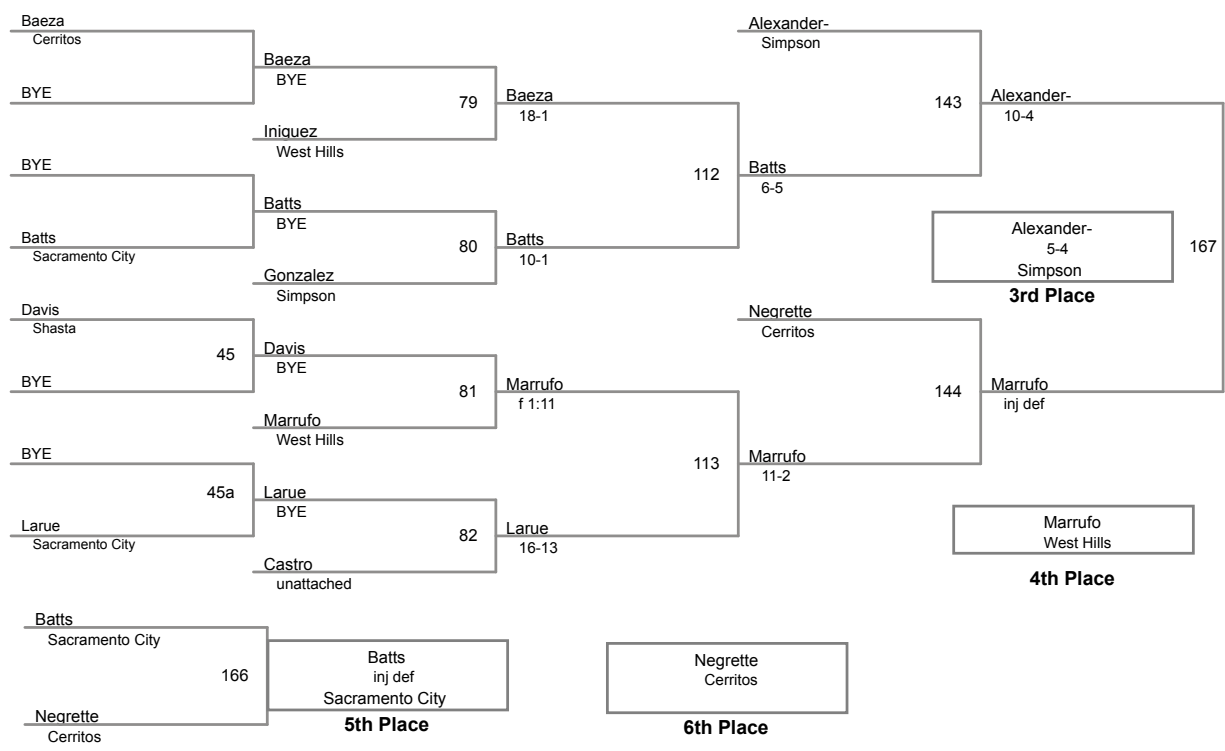 Baeza
Cerritos
BYE
Baeza
BYE
79
Iniquez
West Hills
Baeza
18-1
BYE
Batts
Sacramento City
Batts
BYE
80
Gonzalez
Simpson
Batts
10-1
112
Batts
6-5
Alexander-
Simpson
143
Alexander-
10-4
Davis
Shasta
45
BYE
Davis
BYE
81
Marrufo
West Hills
Marrufo
f 1:11
BYE
45a
Larue
Sacramento City
Larue
BYE
82
Castro
unattached
Larue
16-13
113
Marrufo
11-2
Negrette
Cerritos
144
Marrufo
inj def
167
Alexander-
5-4
Simpson
3rd Place
Marrufo
West Hills
4th Place
Batts
Sacramento City
166
Negrette
Cerritos
Batts
inj def
Sacramento City
5th Place
Negrette
Cerritos
6th Place